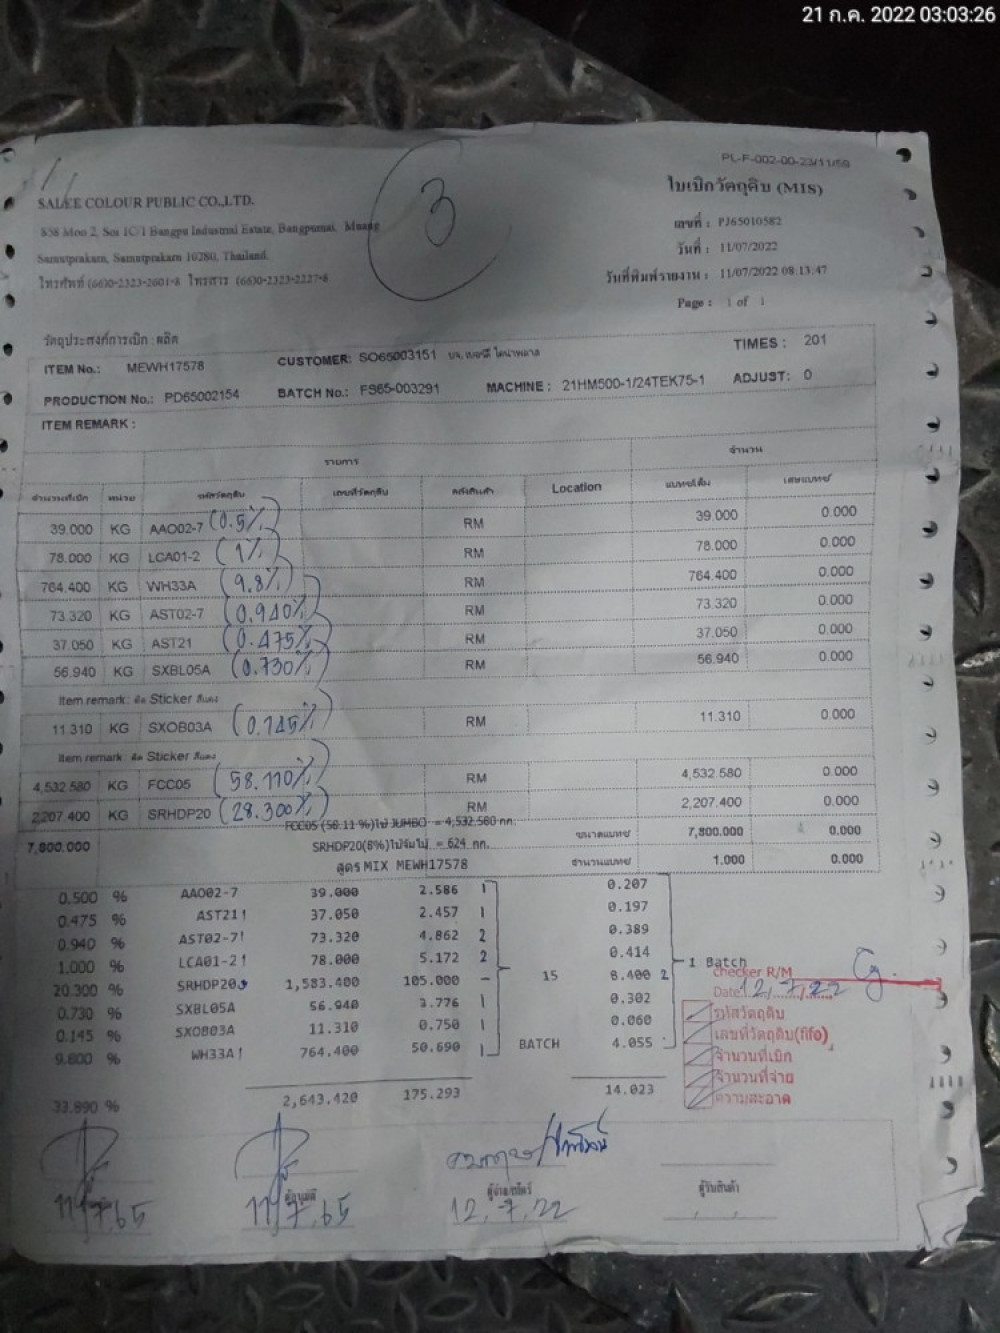 21 ก.ค. 2022 03:03:26
PL-F-002-00-23/11/59
ใบเบิกวัตถุดิบ (MIS)
3
SALEE COLOUR PUBLIC CO.,LTD.
858 Moo 2, Soi 1C/1 Bangpu Industrial Estate, Bangpumai, Muang
Samutprakarn, Samutprakarn 10280, Thailand.
โทรศัพท์ (66)0-2323-2601-8 โทรสาร (66)0-2323-2227-8
เลขที่ : PJ65010582
วันที่ : 11/07/2022
วันที่พิมพ์รายงาน : 11/07/2022 08:13:47
Page : 1 of 1
วัตถุประสงค์การเบิก : ผลิต
ITEM No.: MEWH17578 CUSTOMER: SO65003151 TIMES : 201
PRODUCTION No.: PD65002154 BATCH No.: FS65-003291 MACHINE : 21HM500-1/24TEK75-1 ADJUST: 0
ITEM REMARK :
รายการ จำนวน
จำนวนที่เบิก หน่วย รหัสวัตถุดิบ เลขที่วัตถุดิบ คลังสินค้า Location แบทช์เต็ม เศษแบทช์
39.000 KG AAO02-7 (0.5%) RM 39.000 0.000
78.000 KG LCA01-2 (1%) RM 78.000 0.000
764.400 KG WH33A (9.8%) RM 764.400 0.000
73.320 KG AST02-7 (0.940%) RM 73.320 0.000
37.050 KG AST21 (0.475%) RM 37.050 0.000
56.940 KG SXBL05A (0.730%) RM 56.940 0.000
Item remark: ติด Sticker สีแดง
11.310 KG SXOB03A (0.145%) RM 11.310 0.000
Item remark : ติด Sticker สีแดง
4,532.580 KG FCC05 (58.110%) RM 4,532.580 0.000
2,207.400 KG SRHDP20 (28.300%) RM 2,207.400 0.000
FCC05 (58.11 %)ไป JUMBO = 4,532.580 กก.
7,800.000 SRHDP20(8%)ไปจัมโบ้ = 624 กก. ขนาดแบทช์ 7,800.000 0.000
สูตร MIX MEWH17578 จำนวนแบทช์ 1.000 0.000
0.500 % AAO02-7 39.000 2.586 1 0.207
0.475 % AST21! 37.050 2.457 1 0.197
0.940 % AST02-7! 73.320 4.862 2 0.389
1.000 % LCA01-2! 78.000 5.172 2 0.414
20.300 % SRHDP20 1,583.400 105.000 - 15 8.400 2 1 Batch
0.730 % SXBL05A 56.940 3.776 1 0.302
0.145 % SXOB03A 11.310 0.750 1 0.060
9.800 % WH33A! 764.400 50.690 1 BATCH 4.055
33.890 % 2,643.420 175.293 14.023
checker R/M
Date 12/7/22
รหัสวัตถุดิบ
เลขที่วัตถุดิบ(fifo)
จำนวนที่เบิก
จำนวนที่จ่าย
ความสะอาด
ผู้อนุมัติ ผู้จ่าย/สโตร์ ผู้รับสินค้า
11/7/65 11/7/65 12.7.22